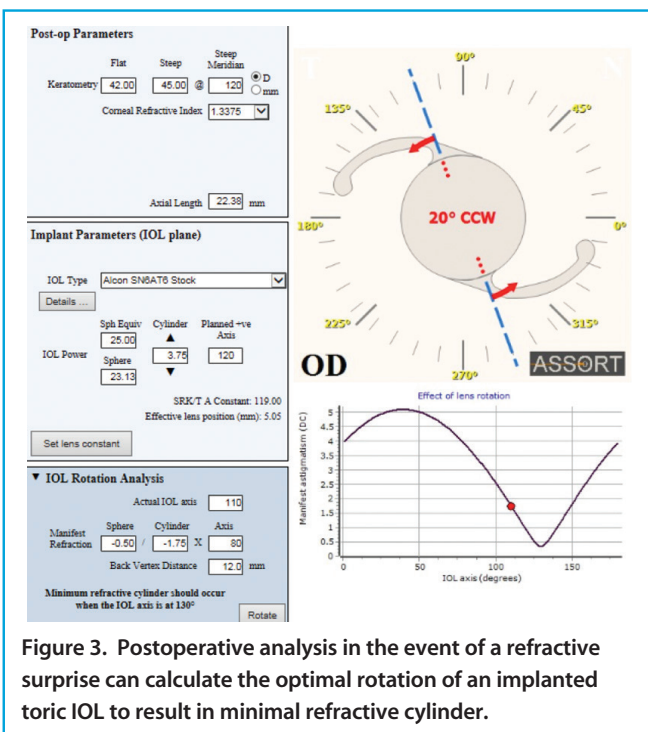 Post-op Parameters
Flat Steep Steep Meridian
Keratometry 42.00 45.00 @ 120 D mm
Corneal Refractive Index 1.3375
Axial Length 22.38 mm
Implant Parameters (IOL plane)
IOL Type Alcon SN6AT6 Stock
Details ...
Sph Equiv Cylinder Planned +ve Axis
IOL Power 25.00 3.75 120
Sphere
23.13
SRK/T A Constant: 119.00
Effective lens position (mm): 5.05
Set lens constant
▼ IOL Rotation Analysis
Actual IOL axis 110
Sphere Cylinder Axis
Manifest Refraction -0.50 / -1.75 X 80
Back Vertex Distance 12.0 mm
Minimum refractive cylinder should occur
when the IOL axis is at 130°
Rotate
T N
90°
135° 45°
180° 20° CCW 0°
225° 315°
270°
OD ASSORT
Effect of lens rotation
Manifest astigmatism (DC)
5
4.5
4
3.5
3
2.5
2
1.5
1
0.5
0
0 50 100 150
IOL axis (degrees)
Figure 3. Postoperative analysis in the event of a refractive
surprise can calculate the optimal rotation of an implanted
toric IOL to result in minimal refractive cylinder.